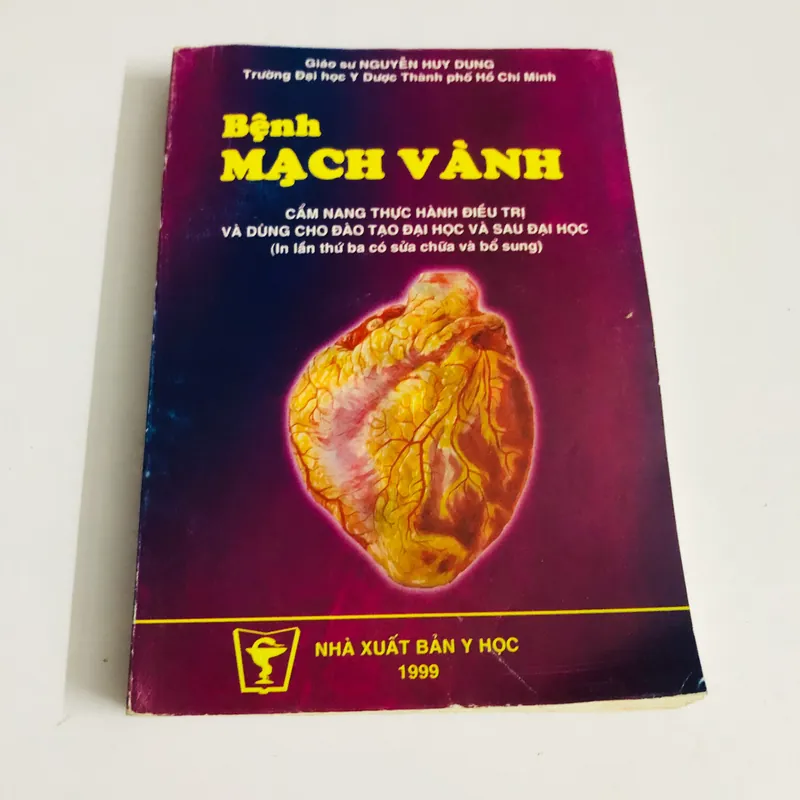 Giáo sư NGUYỄN HUY DUNG
Trường Đại học Y Dược Thành phố Hồ Chí Minh
Bệnh
MẠCH VÀNH
CẨM NANG THỰC HÀNH ĐIỀU TRỊ
VÀ DÙNG CHO ĐÀO TẠO ĐẠI HỌC VÀ SAU ĐẠI HỌC
(In lần thứ ba có sửa chữa và bổ sung)
NHÀ XUẤT BẢN Y HỌC
1999